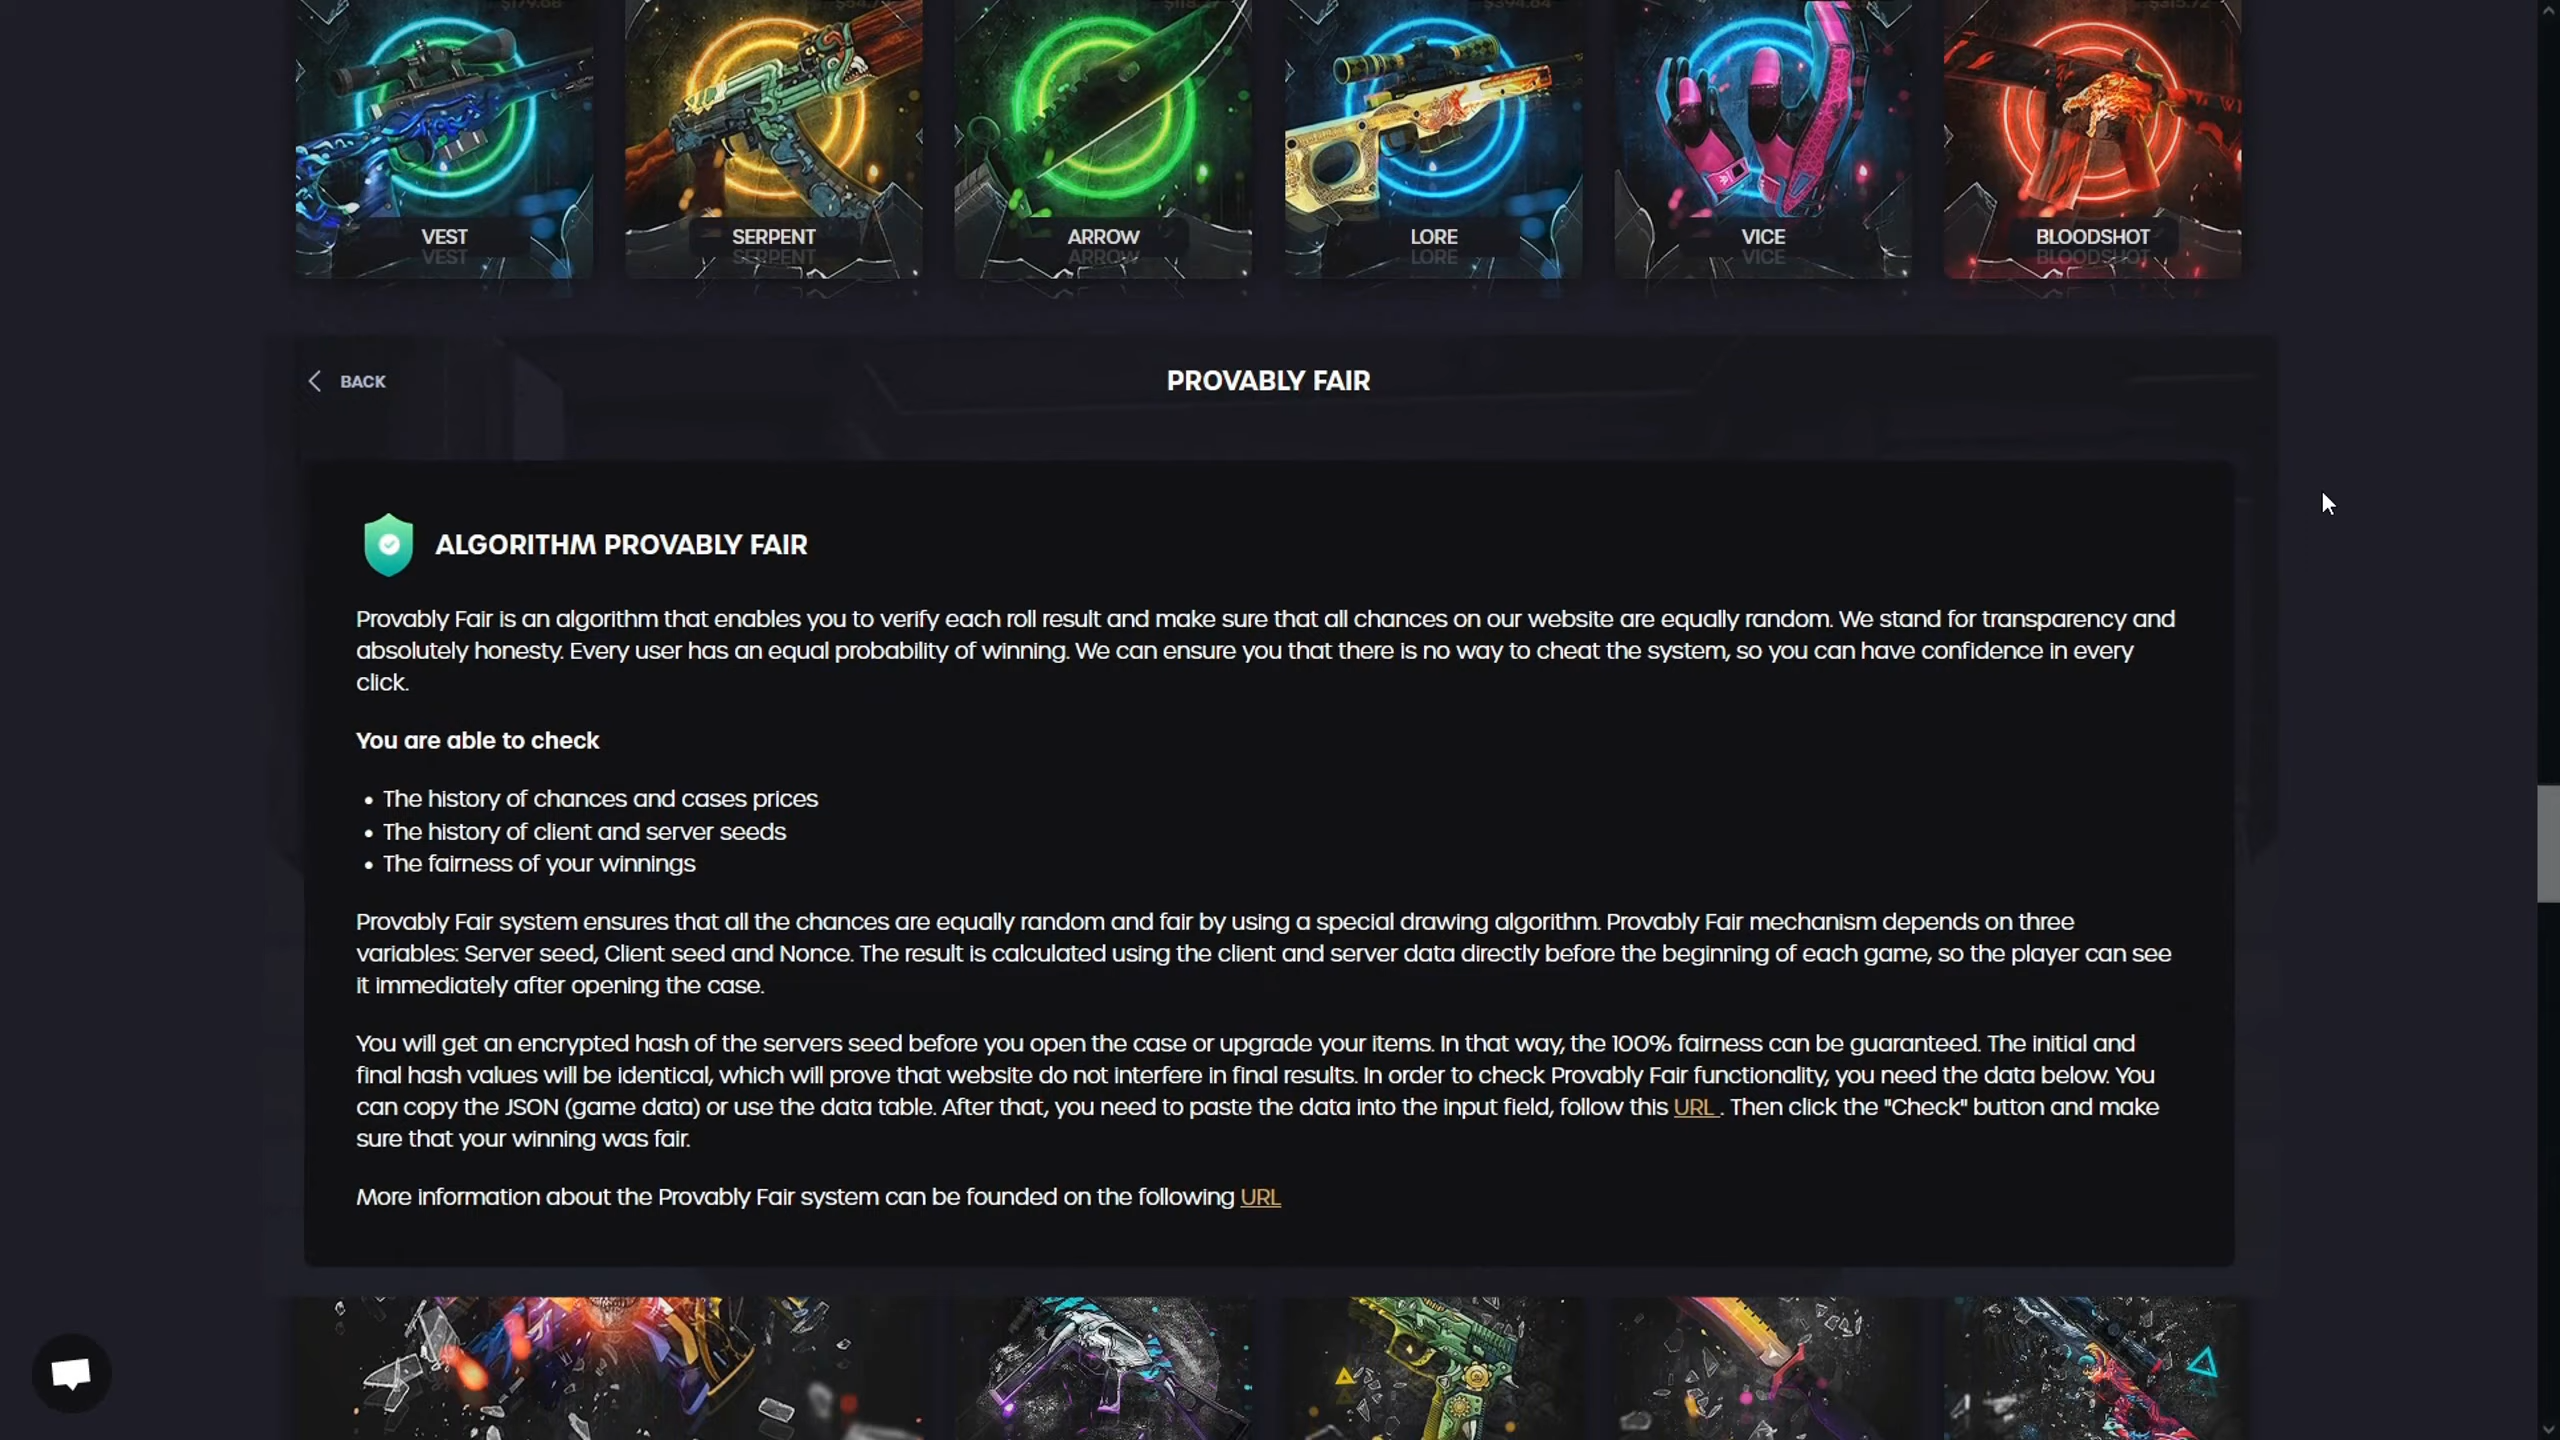 $179.68
$394.64
$315.72
VEST
SERPENT
ARROW
LORE
VICE
BLOODSHOT
VEST
SERPENT
ARROW
LORE
VICE
BLOODSHOT
BACK
PROVABLY FAIR
ALGORITHM PROVABLY FAIR
Provably Fair is an algorithm that enables you to verify each roll result and make sure that all chances on our website are equally random. We stand for transparency and
absolutely honesty. Every user has an equal probability of winning. We can ensure you that there is no way to cheat the system, so you can have confidence in every
click.
You are able to check
• The history of chances and cases prices
• The history of client and server seeds
• The fairness of your winnings
Provably Fair system ensures that all the chances are equally random and fair by using a special drawing algorithm. Provably Fair mechanism depends on three
variables: Server seed, Client seed and Nonce. The result is calculated using the client and server data directly before the beginning of each game, so the player can see
it immediately after opening the case.
You will get an encrypted hash of the servers seed before you open the case or upgrade your items. In that way, the 100% fairness can be guaranteed. The initial and
final hash values will be identical, which will prove that website do not interfere in final results. In order to check Provably Fair functionality, you need the data below. You
can copy the JSON (game data) or use the data table. After that, you need to paste the data into the input field, follow this URL . Then click the "Check" button and make
sure that your winning was fair.
More information about the Provably Fair system can be founded on the following URL